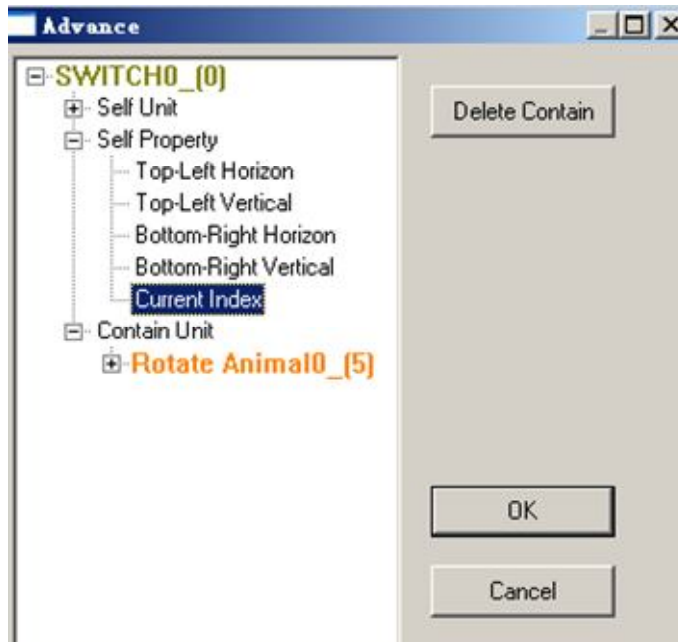 Advance
SWITCH0_(0)
Self Unit
Delete Contain
Self Property
Top-Left Horizon
Top-Left Vertical
Bottom-Right Horizon
Bottom-Right Vertical
Current Index
Contain Unit
Rotate Animal0_(5)
OK
Cancel